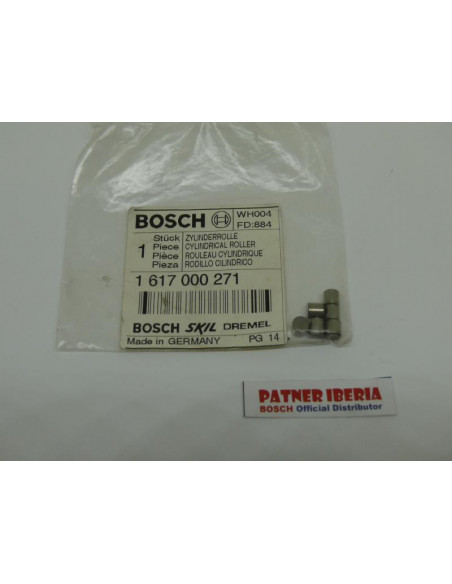 BOSCH
WH004
FD:884
1
Stück ZYLINDERROLLE
Piece CYLINDRICAL ROLLER
Pièce ROULEAU CYLINDRIQUE
Pieza RODILLO CILINDRICO
1 617 000 271
BOSCH SKIL DREMEL
Made in GERMANY PG 14
PATNER IBERIA
BOSCH Official Distributor